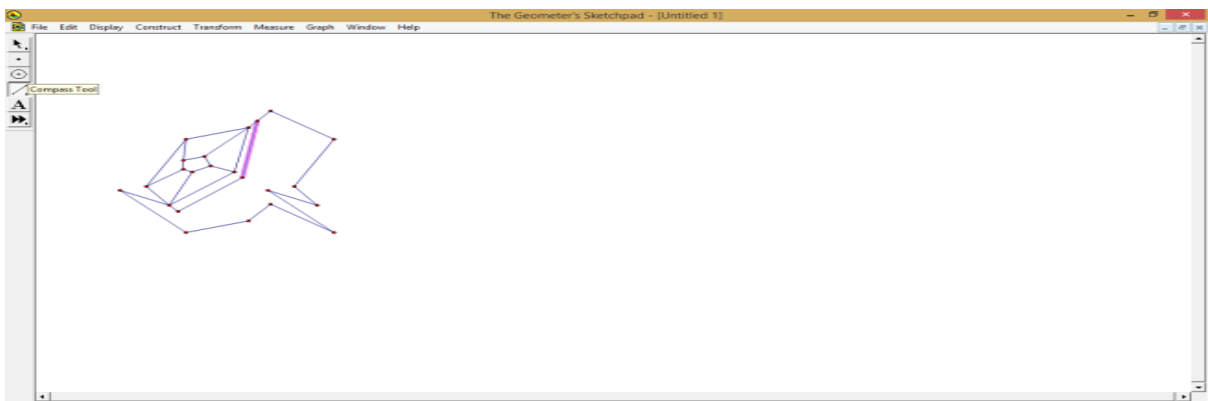 The Geometer's Sketchpad - [Untitled 1]
File Edit Display Construct Transform Measure Graph Window Help
Compass Tool
A